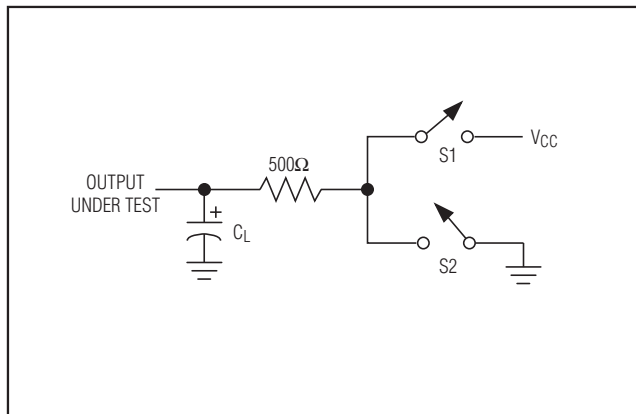 OUTPUT
UNDER TEST
+
CL
500Ω
S1
VCC
S2